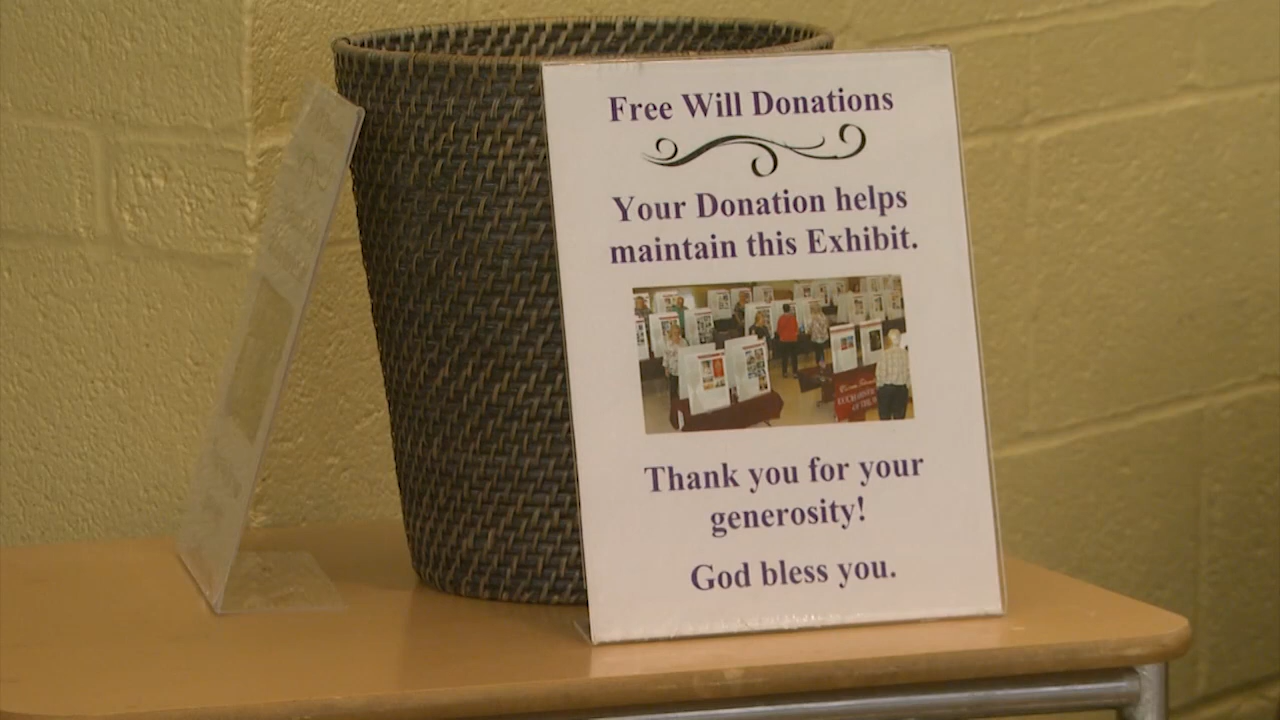 Free Will Donations
Your Donation helps
maintain this Exhibit.
Thank you for your
generosity!
God bless you.